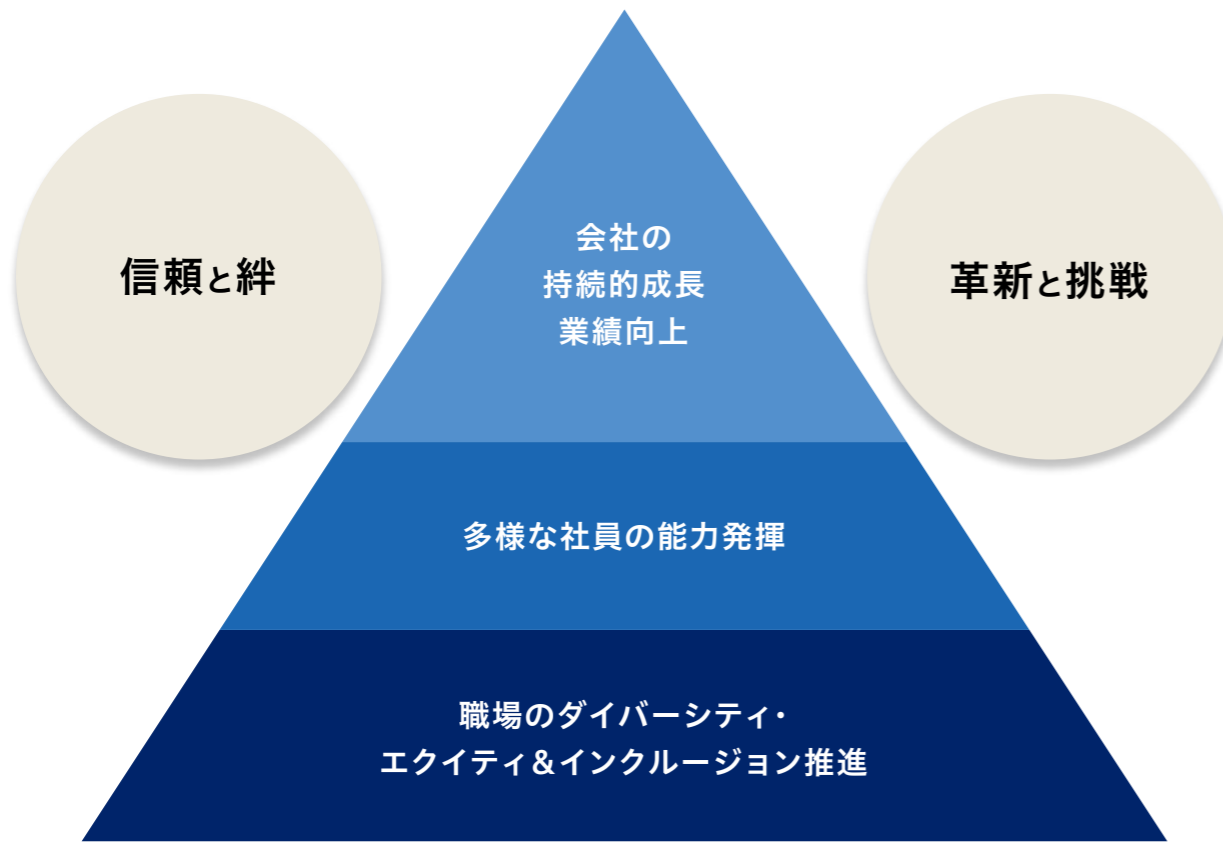 信頼と絆
会社の
持続的成長
業績向上
革新と挑戦
多様な社員の能力発揮
職場のダイバーシティ・
エクイティ&インクルージョン推進